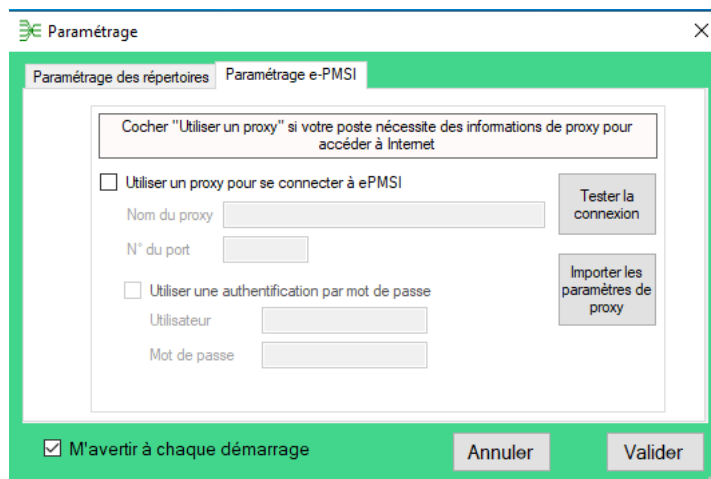 Paramétrage
Paramétrage des répertoires
Paramétrage e-PMSI
Cocher "Utiliser un proxy" si votre poste nécessite des informations de proxy pour
accéder à Internet
Utiliser un proxy pour se connecter à ePMSI
Tester la
connexion
Nom du proxy
N° du port
Importer les
paramètres de
proxy
Utiliser une authentification par mot de passe
Utilisateur
Mot de passe
M'avertir à chaque démarrage
Annuler
Valider